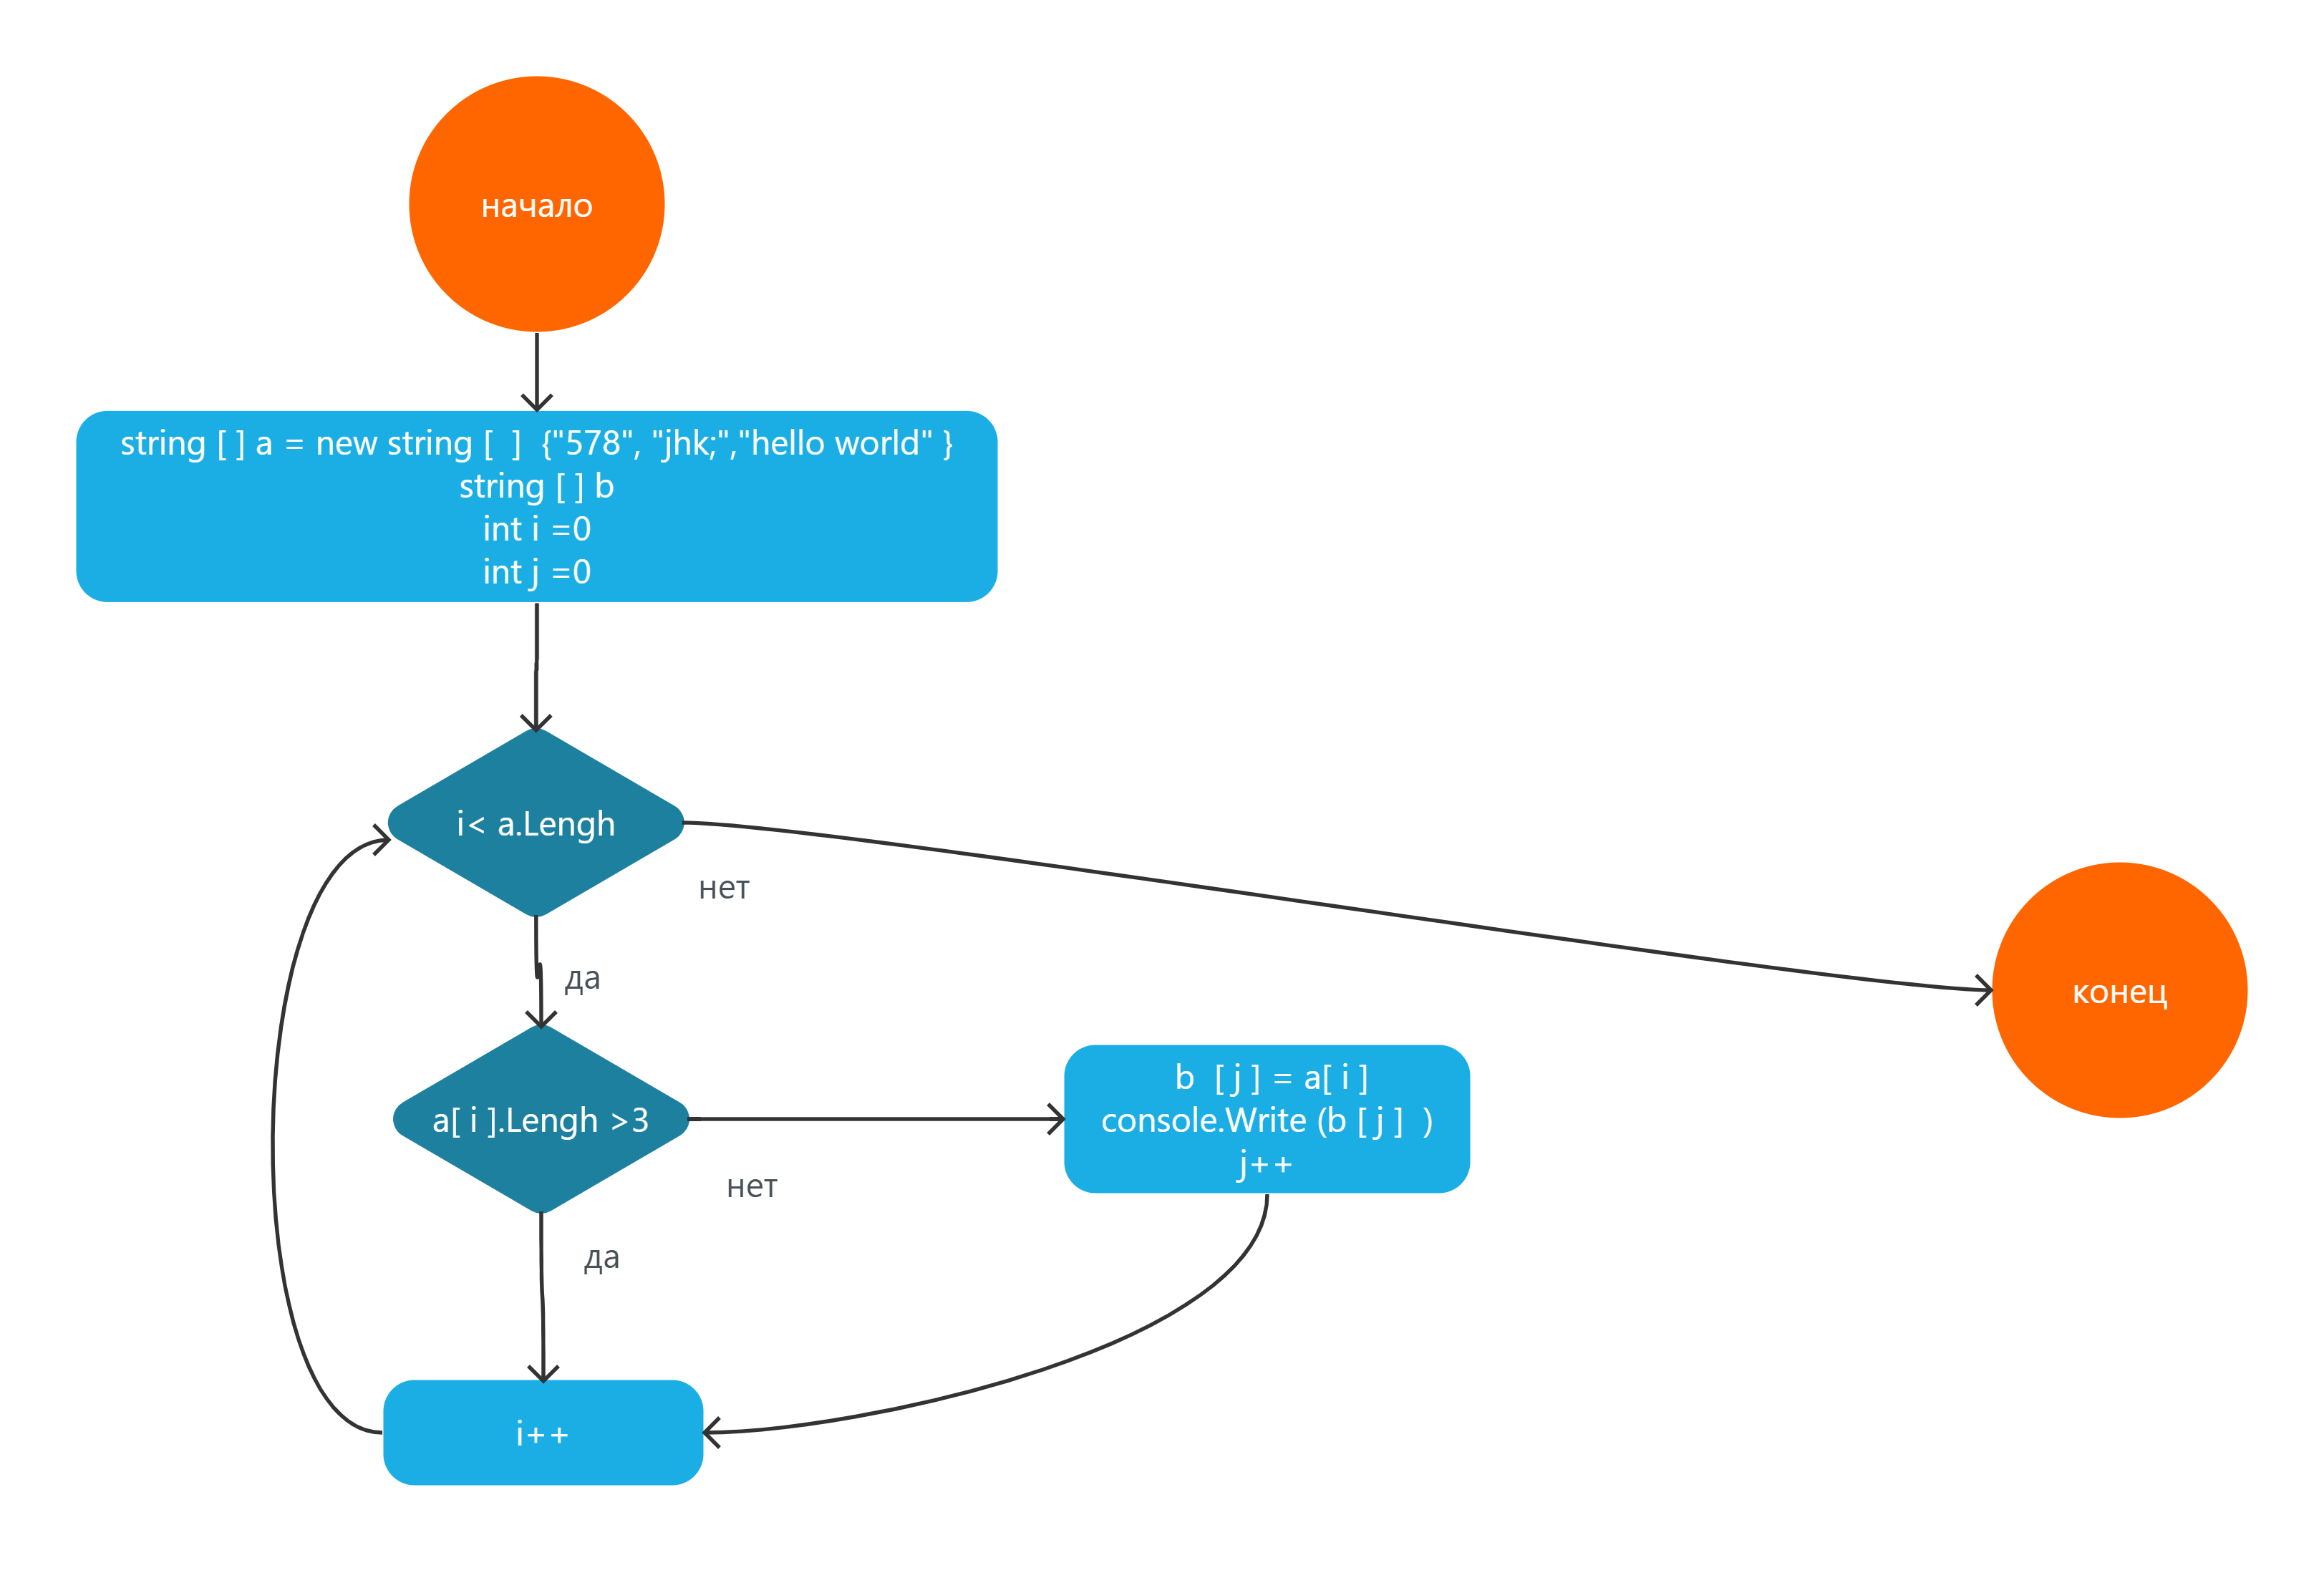 начало
string [ ] a = new string [  ]  {"578", "jhk;","hello world" }
string [ ] b
int i =0
int j =0
i< a.Lengh
нет
да
конец
a[ i ].Lengh >3
нет
да
b  [ j ] = a[ i ]
console.Write (b [ j ]  )
j++
i++